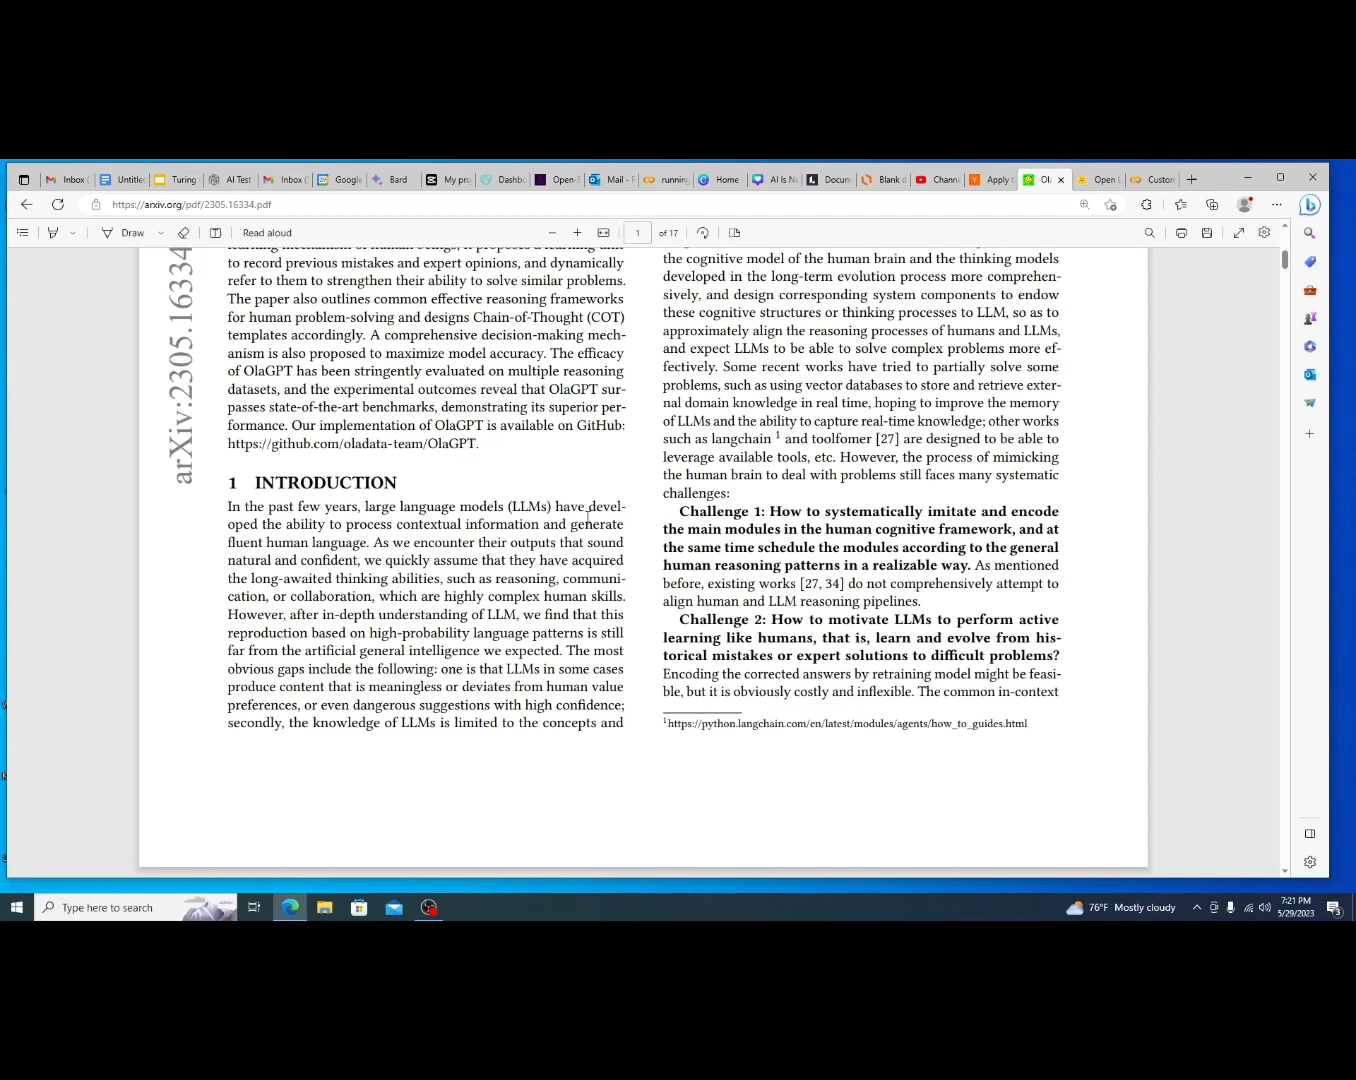 Inbox (
Untitle
Turing
AI Test
Inbox (
Google
Bard
My pro
Dashbo
Open-S
Mail - F
running
Home
AI Is N
Docum
Blank d
Chann
Apply t
Ola
Open L
Custon
https://arxiv.org/pdf/2305.16334.pdf
Draw
Read aloud
1 of 17
arXiv:2305.16334
to record previous mistakes and expert opinions, and dynamically
refer to them to strengthen their ability to solve similar problems.
The paper also outlines common effective reasoning frameworks
for human problem-solving and designs Chain-of-Thought (COT)
templates accordingly. A comprehensive decision-making mech-
anism is also proposed to maximize model accuracy. The efficacy
of OlaGPT has been stringently evaluated on multiple reasoning
datasets, and the experimental outcomes reveal that OlaGPT sur-
passes state-of-the-art benchmarks, demonstrating its superior per-
formance. Our implementation of OlaGPT is available on GitHub:
https://github.com/oladata-team/OlaGPT.
1 INTRODUCTION
In the past few years, large language models (LLMs) have devel-
oped the ability to process contextual information and generate
fluent human language. As we encounter their outputs that sound
natural and confident, we quickly assume that they have acquired
the long-awaited thinking abilities, such as reasoning, communi-
cation, or collaboration, which are highly complex human skills.
However, after in-depth understanding of LLM, we find that this
reproduction based on high-probability language patterns is still
far from the artificial general intelligence we expected. The most
obvious gaps include the following: one is that LLMs in some cases
produce content that is meaningless or deviates from human value
preferences, or even dangerous suggestions with high confidence;
secondly, the knowledge of LLMs is limited to the concepts and
the cognitive model of the human brain and the thinking models
developed in the long-term evolution process more comprehen-
sively, and design corresponding system components to endow
these cognitive structures or thinking processes to LLM, so as to
approximately align the reasoning processes of humans and LLMs,
and expect LLMs to be able to solve complex problems more ef-
fectively. Some recent works have tried to partially solve some
problems, such as using vector databases to store and retrieve exter-
nal domain knowledge in real time, hoping to improve the memory
of LLMs and the ability to capture real-time knowledge; other works
such as langchain 1 and toolfomer [27] are designed to be able to
leverage available tools, etc. However, the process of mimicking
the human brain to deal with problems still faces many systematic
challenges:
Challenge 1: How to systematically imitate and encode
the main modules in the human cognitive framework, and at
the same time schedule the modules according to the general
human reasoning patterns in a realizable way. As mentioned
before, existing works [27, 34] do not comprehensively attempt to
align human and LLM reasoning pipelines.
Challenge 2: How to motivate LLMs to perform active
learning like humans, that is, learn and evolve from his-
torical mistakes or expert solutions to difficult problems?
Encoding the corrected answers by retraining model might be feasi-
ble, but it is obviously costly and inflexible. The common in-context
1https://python.langchain.com/en/latest/modules/agents/how_to_guides.html
Type here to search
76°F Mostly cloudy
7:21 PM
5/29/2023
3